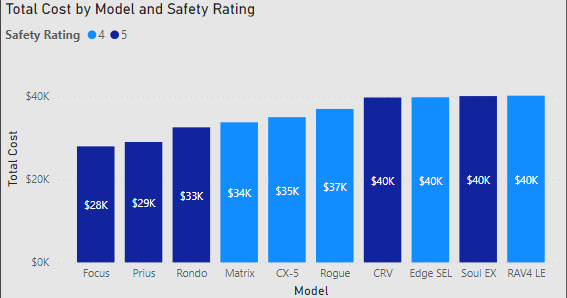 Total Cost by Model and Safety Rating
Safety Rating 4 5
Total Cost
$40K
$20K
$0K
$28K $29K $33K $34K $35K $37K $40K $40K $40K $40K
Focus Prius Rondo Matrix CX-5 Rogue CRV Edge SEL Soul EX RAV4 LE
Model